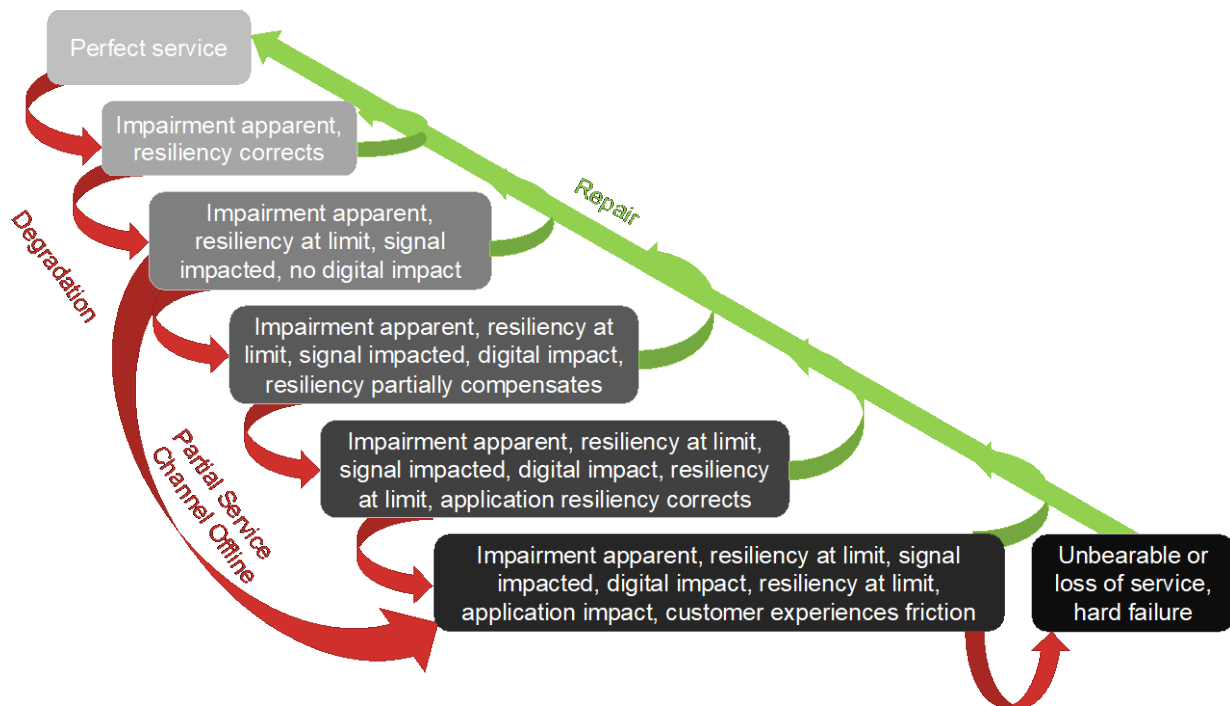 Perfect service
Impairment apparent,
resiliency corrects
Repair
Impairment apparent,
resiliency at limit, signal
impacted, no digital impact
Degradation
Impairment apparent, resiliency at
limit, signal impacted, digital impact,
resiliency partially compensates
Impairment apparent, resiliency at limit,
signal impacted, digital impact, resiliency
at limit, application resiliency corrects
Partial Service
Channel Offline
Impairment apparent, resiliency at limit, signal
impacted, digital impact, resiliency at limit,
application impact, customer experiences friction
Unbearable or
loss of service,
hard failure